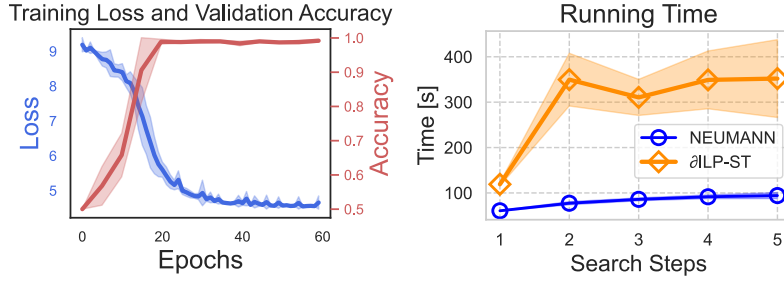 Training Loss and Validation Accuracy
9
8
7
6
5
Loss
1.0
0.9
0.8
0.7
0.6
0.5
Accuracy
0 20 40 60
Epochs
Running Time
400
300
200
100
Time [s]
NEUMANN
∂ILP-ST
1 2 3 4 5
Search Steps